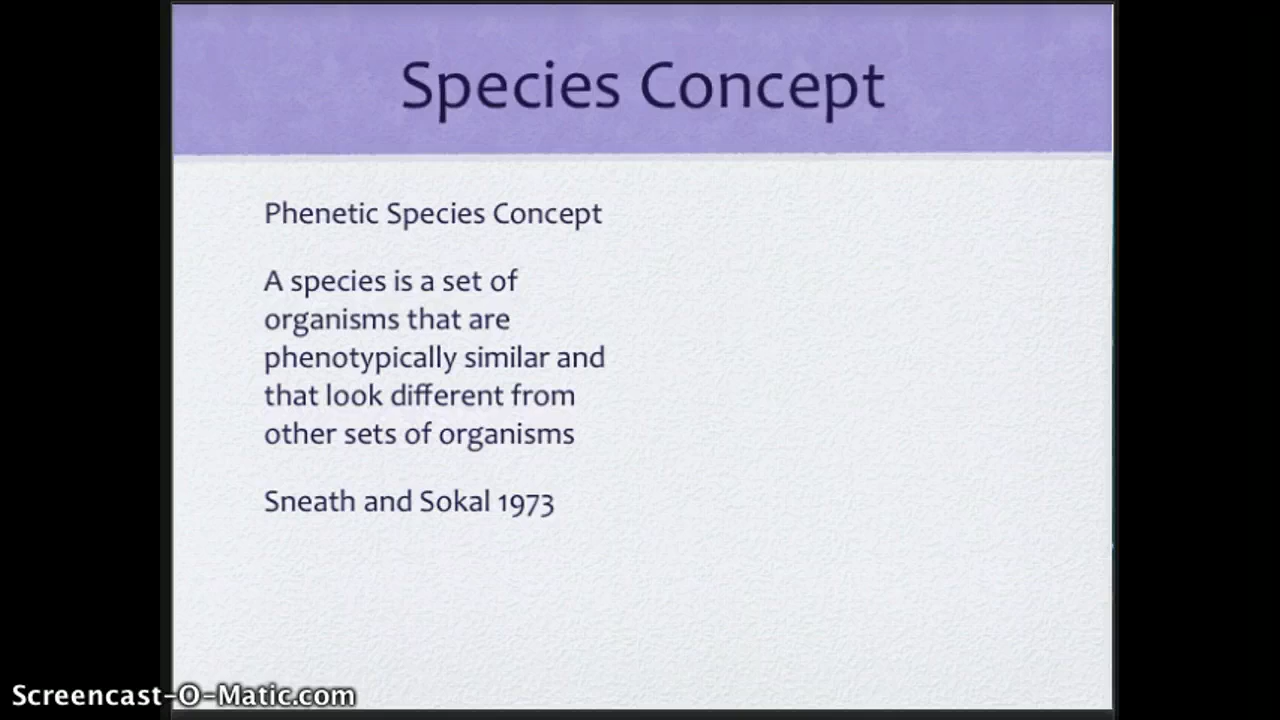 Species Concept
Phenetic Species Concept
A species is a set of
organisms that are
phenotypically similar and
that look different from
other sets of organisms
Sneath and Sokal 1973
Screencast-O-Matic.com